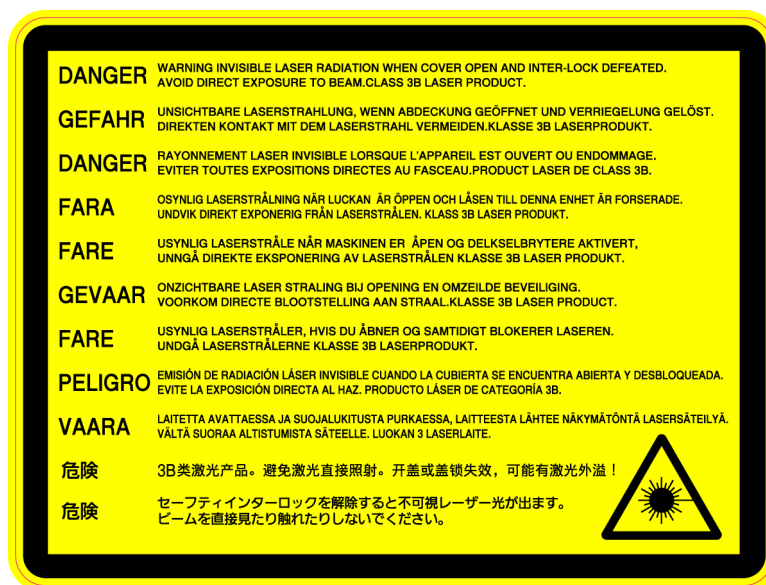 DANGER WARNING INVISIBLE LASER RADIATION WHEN COVER OPEN AND INTER-LOCK DEFEATED.
AVOID DIRECT EXPOSURE TO BEAM.CLASS 3B LASER PRODUCT.
GEFAHR UNSICHTBARE LASERSTRAHLUNG, WENN ABDECKUNG GEÖFFNET UND VERRIEGELUNG GELÖST.
DIREKTEN KONTAKT MIT DEM LASERSTRAHL VERMEIDEN.KLASSE 3B LASERPRODUKT.
DANGER RAYONNEMENT LASER INVISIBLE LORSQUE L'APPAREIL EST OUVERT OU ENDOMMAGE.
EVITER TOUTES EXPOSITIONS DIRECTES AU FASCEAU.PRODUCT LASER DE CLASS 3B.
FARA OSYNLIG LASERSTRÅLNING NÄR LUCKAN ÄR ÖPPEN OCH LÅSEN TILL DENNA ENHET ÄR FORSERADE.
UNDVIK DIREKT EXPONERIG FRÅN LASERSTRÅLEN. KLASS 3B LASER PRODUKT.
FARE USYNLIG LASERSTRÅLE NÅR MASKINEN ER ÅPEN OG DELKSELBRYTERE AKTIVERT,
UNNGÅ DIREKTE EKSPONERING AV LASERSTRÅLEN KLASSE 3B LASER PRODUKT.
GEVAAR ONZICHTBARE LASER STRALING BIJ OPENING EN OMZEILDE BEVEILIGING.
VOORKOM DIRECTE BLOOTSTELLING AAN STRAAL.KLASSE 3B LASER PRODUCT.
FARE USYNLIG LASERSTRÅLER, HVIS DU ÅBNER OG SAMTIDIGT BLOKERER LASEREN.
UNDGÅ LASERSTRÅLERNE KLASSE 3B LASERPRODUKT.
PELIGRO EMISIÓN DE RADIACIÓN LÁSER INVISIBLE CUANDO LA CUBIERTA SE ENCUENTRA ABIERTA Y DESBLOQUEADA.
EVITE LA EXPOSICIÓN DIRECTA AL HAZ. PRODUCTO LÁSER DE CATEGORÍA 3B.
VAARA LAITETTA AVATTAESSA JA SUOJALUKITUSTA PURKAESSA, LAITTEESTA LÄHTEE NÄKYMÄTÖNTÄ LASERSÄTEILYÄ.
VÄLTÄ SUORAA ALTISTUMISTA SÄTEELLE. LUOKAN 3 LASERLAITE.
危険 3B类激光产品。避免激光直接照射。开盖或盖锁失效，可能有激光外溢！
危険 セーフティインターロックを解除すると不可視レーザー光が出ます。
ビームを直接見たり触れたりしないでください。